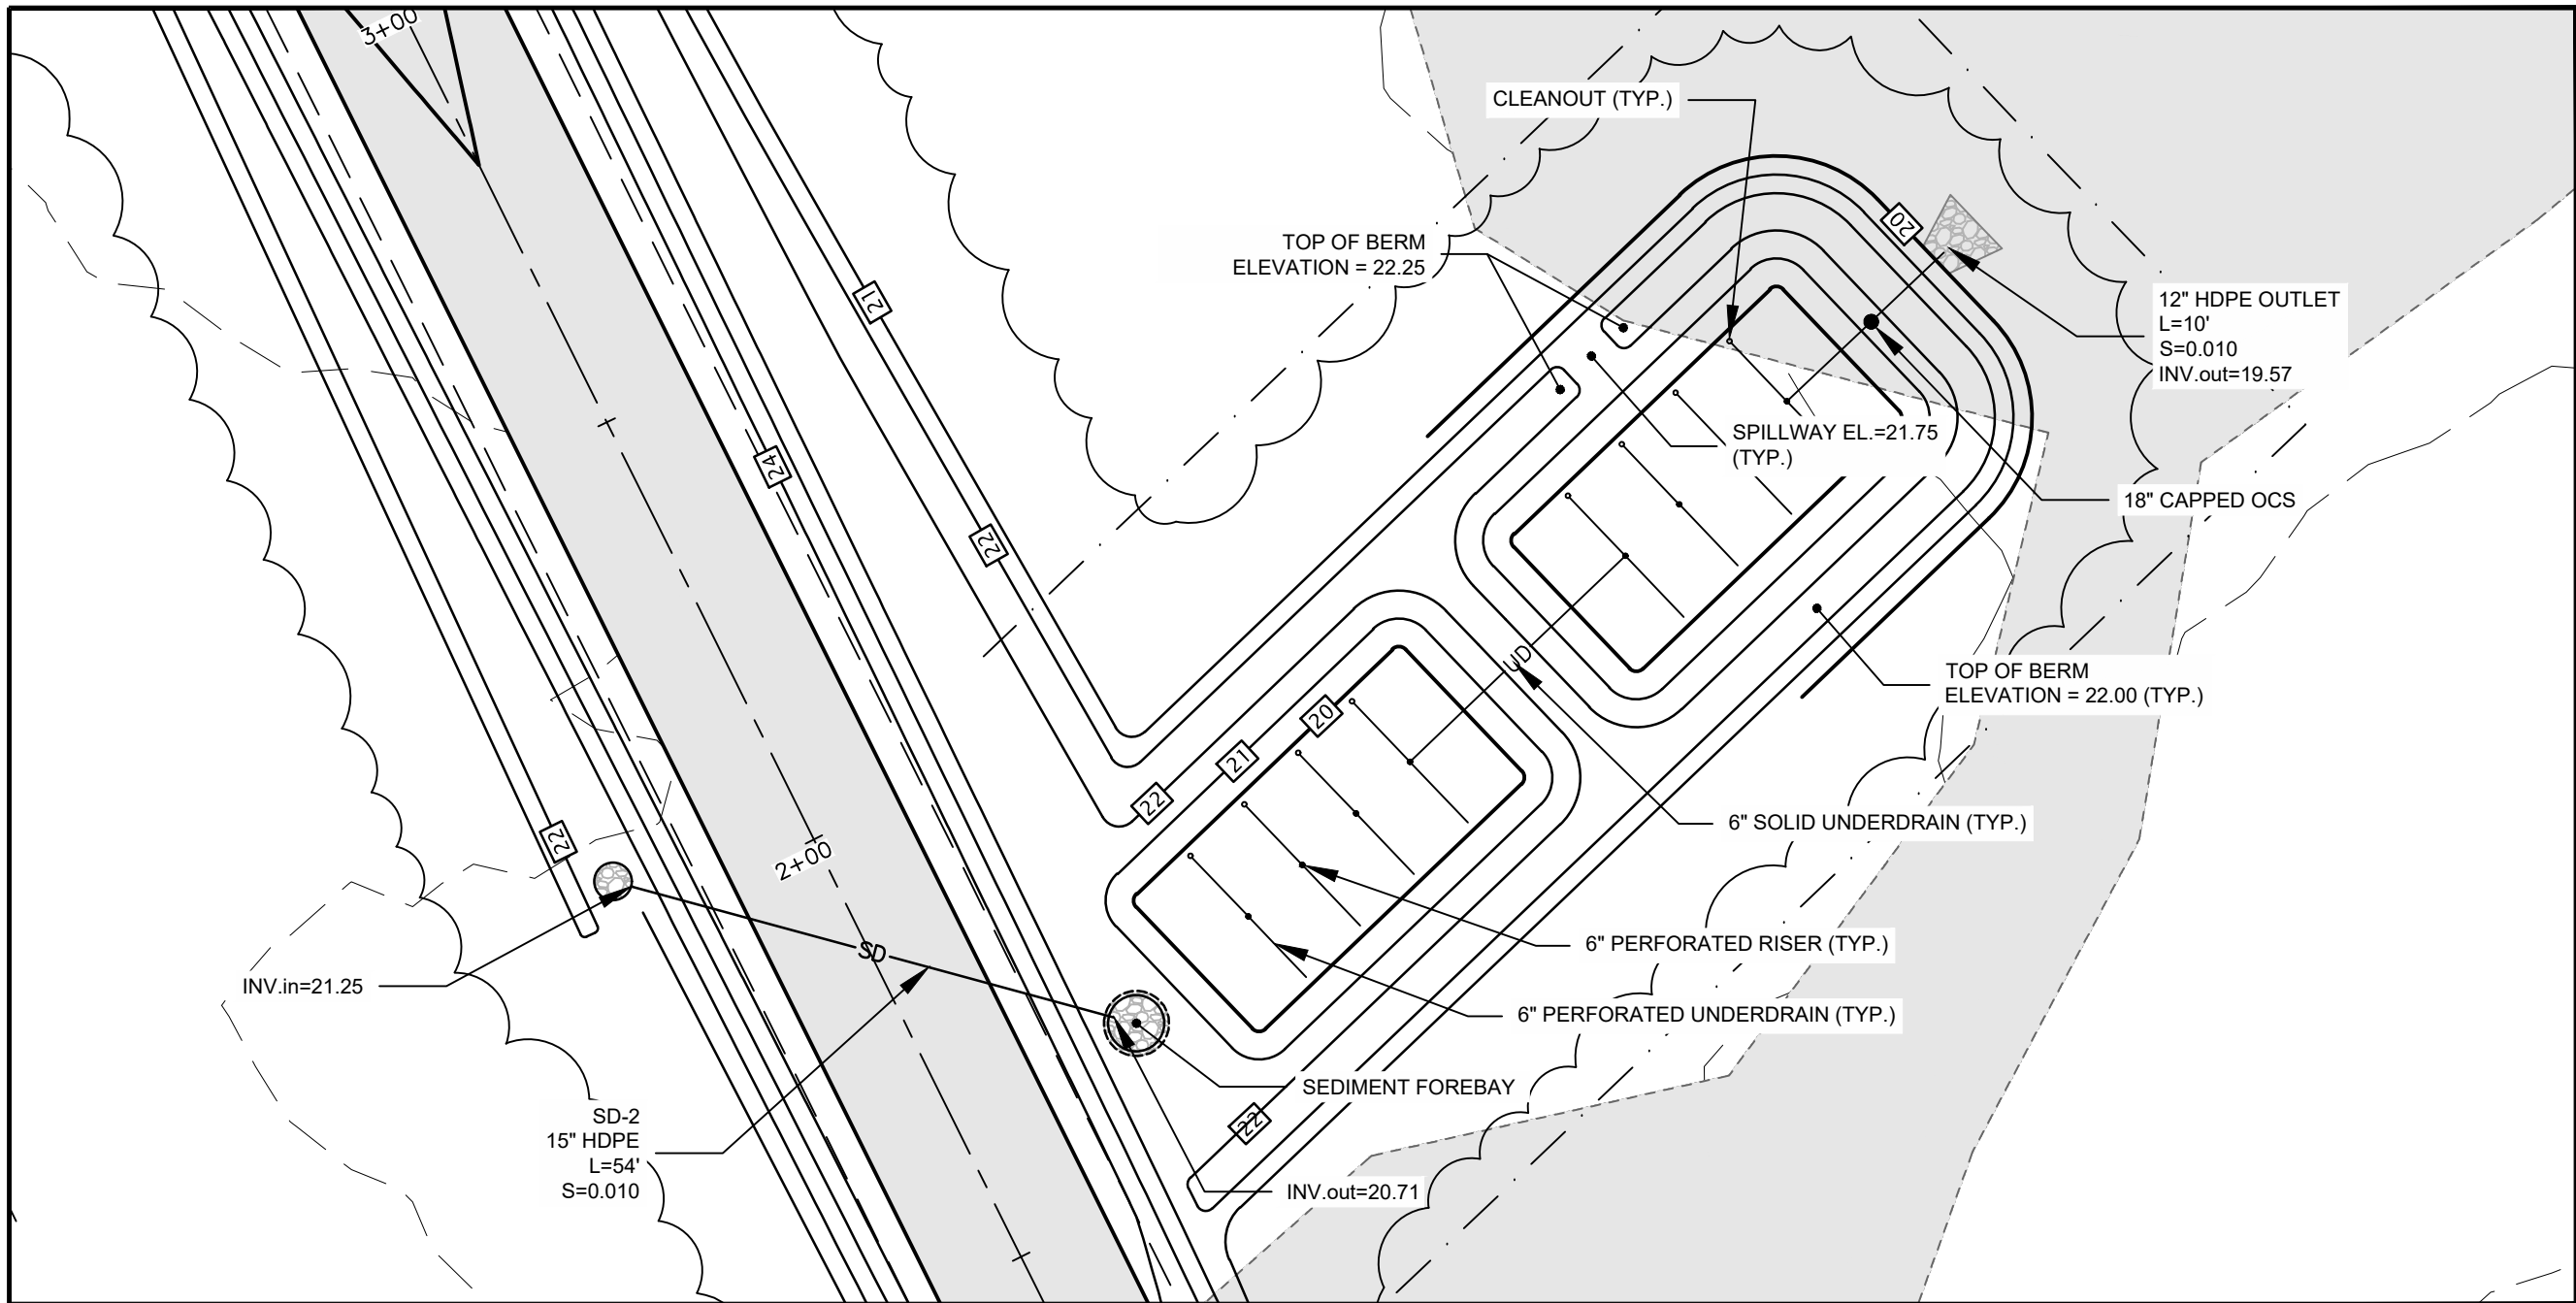 3+00
CLEANOUT (TYP.)
20
TOP OF BERM
ELEVATION = 22.25
21
12" HDPE OUTLET
L=10'
S=0.010
INV.out=19.57
SPILLWAY EL.=21.75
(TYP.)
24
18" CAPPED OCS
22
UD
TOP OF BERM
ELEVATION = 22.00 (TYP.)
20
21
22
6" SOLID UNDERDRAIN (TYP.)
22
2+00
6" PERFORATED RISER (TYP.)
SD
INV.in=21.25
6" PERFORATED UNDERDRAIN (TYP.)
SEDIMENT FOREBAY
22
SD-2
15" HDPE
L=54'
S=0.010
INV.out=20.71